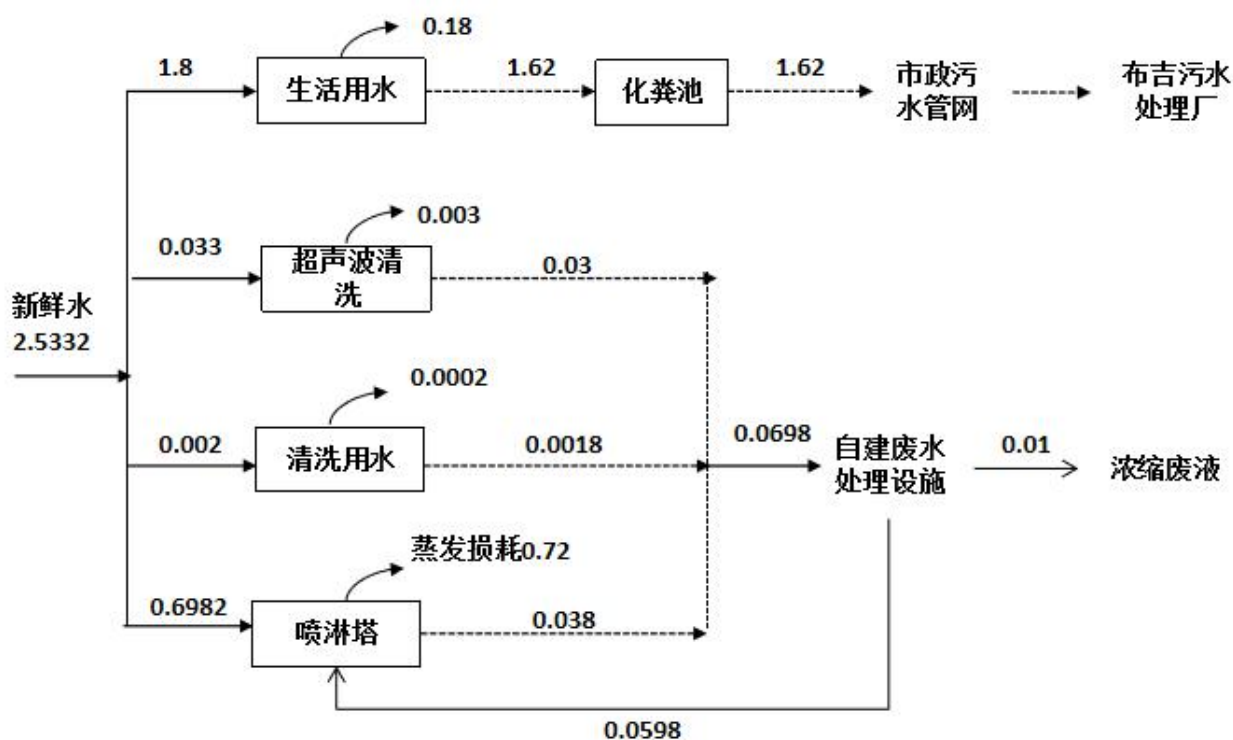 0.18
1.8
生活用水
1.62
化粪池
1.62
市政污
水管网
布吉污水
处理厂
0.003
0.033
超声波清
洗
0.03
新鲜水
2.5332
0.0002
0.002
清洗用水
0.0018
0.0698
自建废水
处理设施
0.01
浓缩废液
蒸发损耗0.72
0.6982
喷淋塔
0.038
0.0598